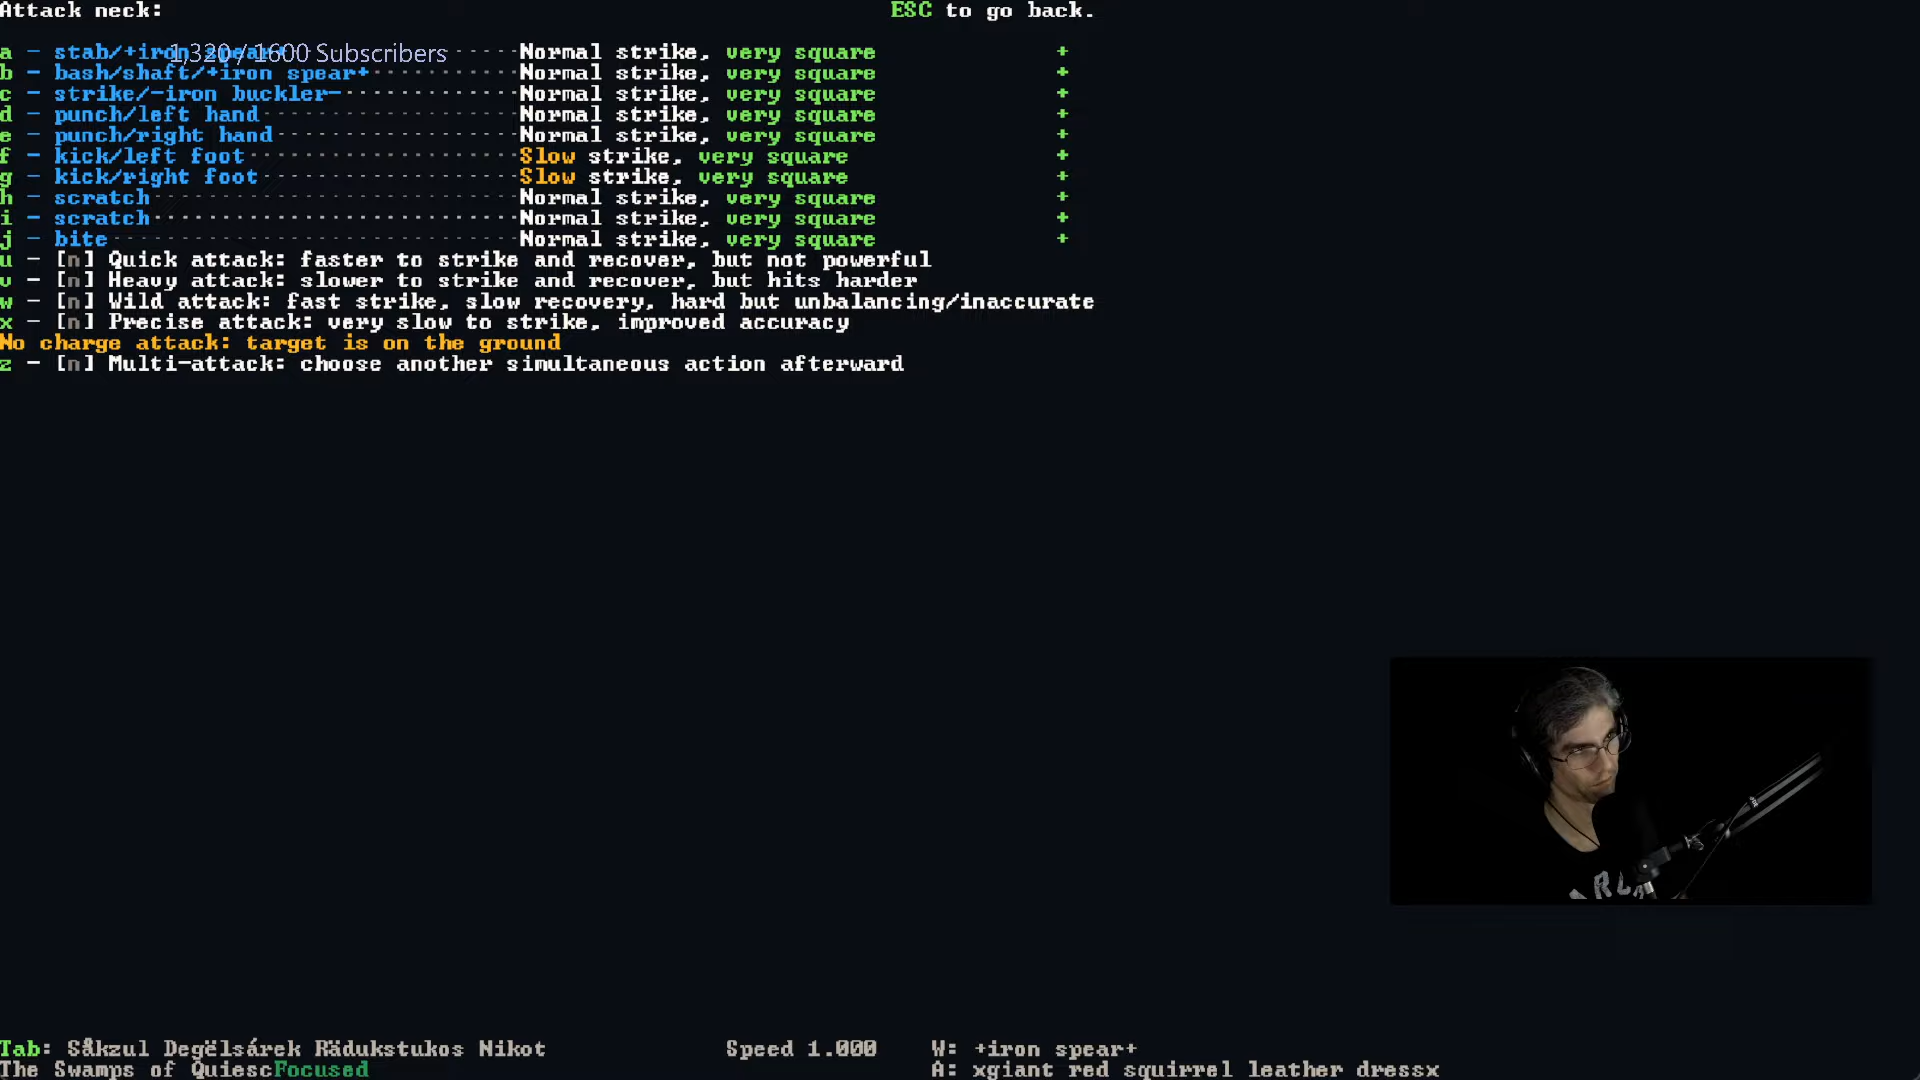 Attack neck: ESC to go back.
1,320 / 1600 Subscribers
a - stab/+iron spear+ Normal strike, very square +
b - bash/shaft/+iron spear+ Normal strike, very square +
c - strike/-iron buckler- Normal strike, very square +
d - punch/left hand Normal strike, very square +
e - punch/right hand Normal strike, very square +
f - kick/left foot Slow strike, very square +
g - kick/right foot Slow strike, very square +
h - scratch Normal strike, very square +
i - scratch Normal strike, very square +
j - bite Normal strike, very square +
u - [n] Quick attack: faster to strike and recover, but not powerful
v - [n] Heavy attack: slower to strike and recover, but hits harder
w - [n] Wild attack: fast strike, slow recovery, hard but unbalancing/inaccurate
x - [n] Precise attack: very slow to strike, improved accuracy
No charge attack: target is on the ground
z - [n] Multi-attack: choose another simultaneous action afterward
Tab: Såkzul Degëlsárek Rädukstukos Nikot Speed 1.000 W: +iron spear+
The Swamps of QuiescFocused A: xgiant red squirrel leather dressx